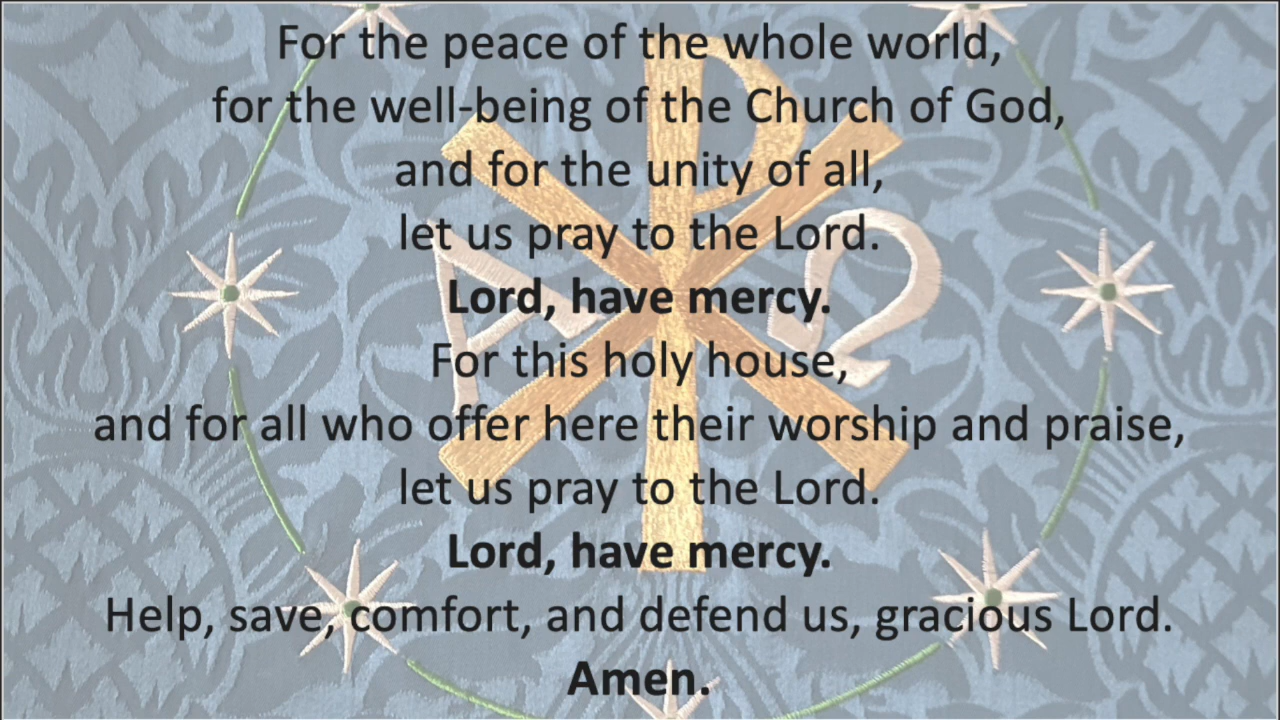 For the peace of the whole world,
for the well-being of the Church of God,
and for the unity of all,
let us pray to the Lord.
Lord, have mercy.
For this holy house,
and for all who offer here their worship and praise,
let us pray to the Lord.
Lord, have mercy.
Help, save, comfort, and defend us, gracious Lord.
Amen.